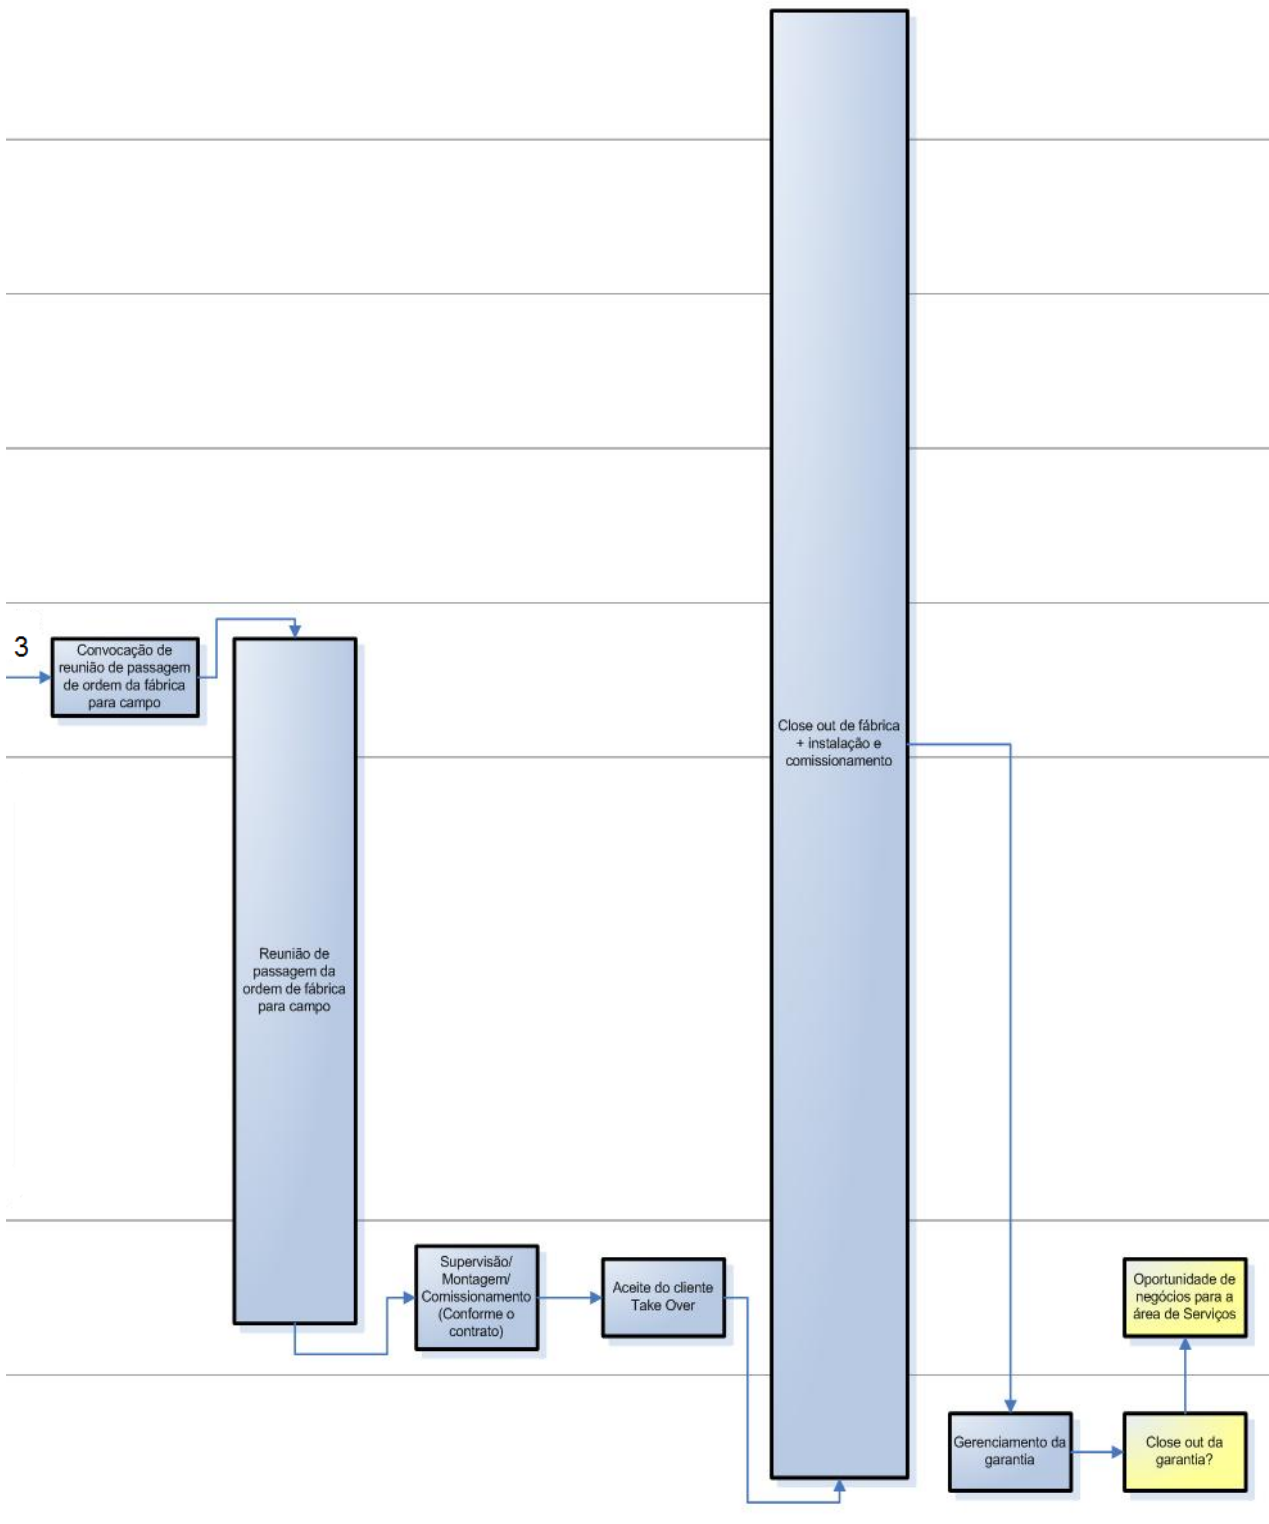 3
Convocação de
reunião de passagem
de ordem da fábrica
para campo
Reunião de
passagem da
ordem de fábrica
para campo
Supervisão/
Montagem/
Comissionamento
(Conforme o
contrato)
Aceite do cliente
Take Over
Close out de fábrica
+ instalação e
comissionamento
Gerenciamento da
garantia
Close out da
garantia?
Oportunidade de
negócios para a
área de Serviços